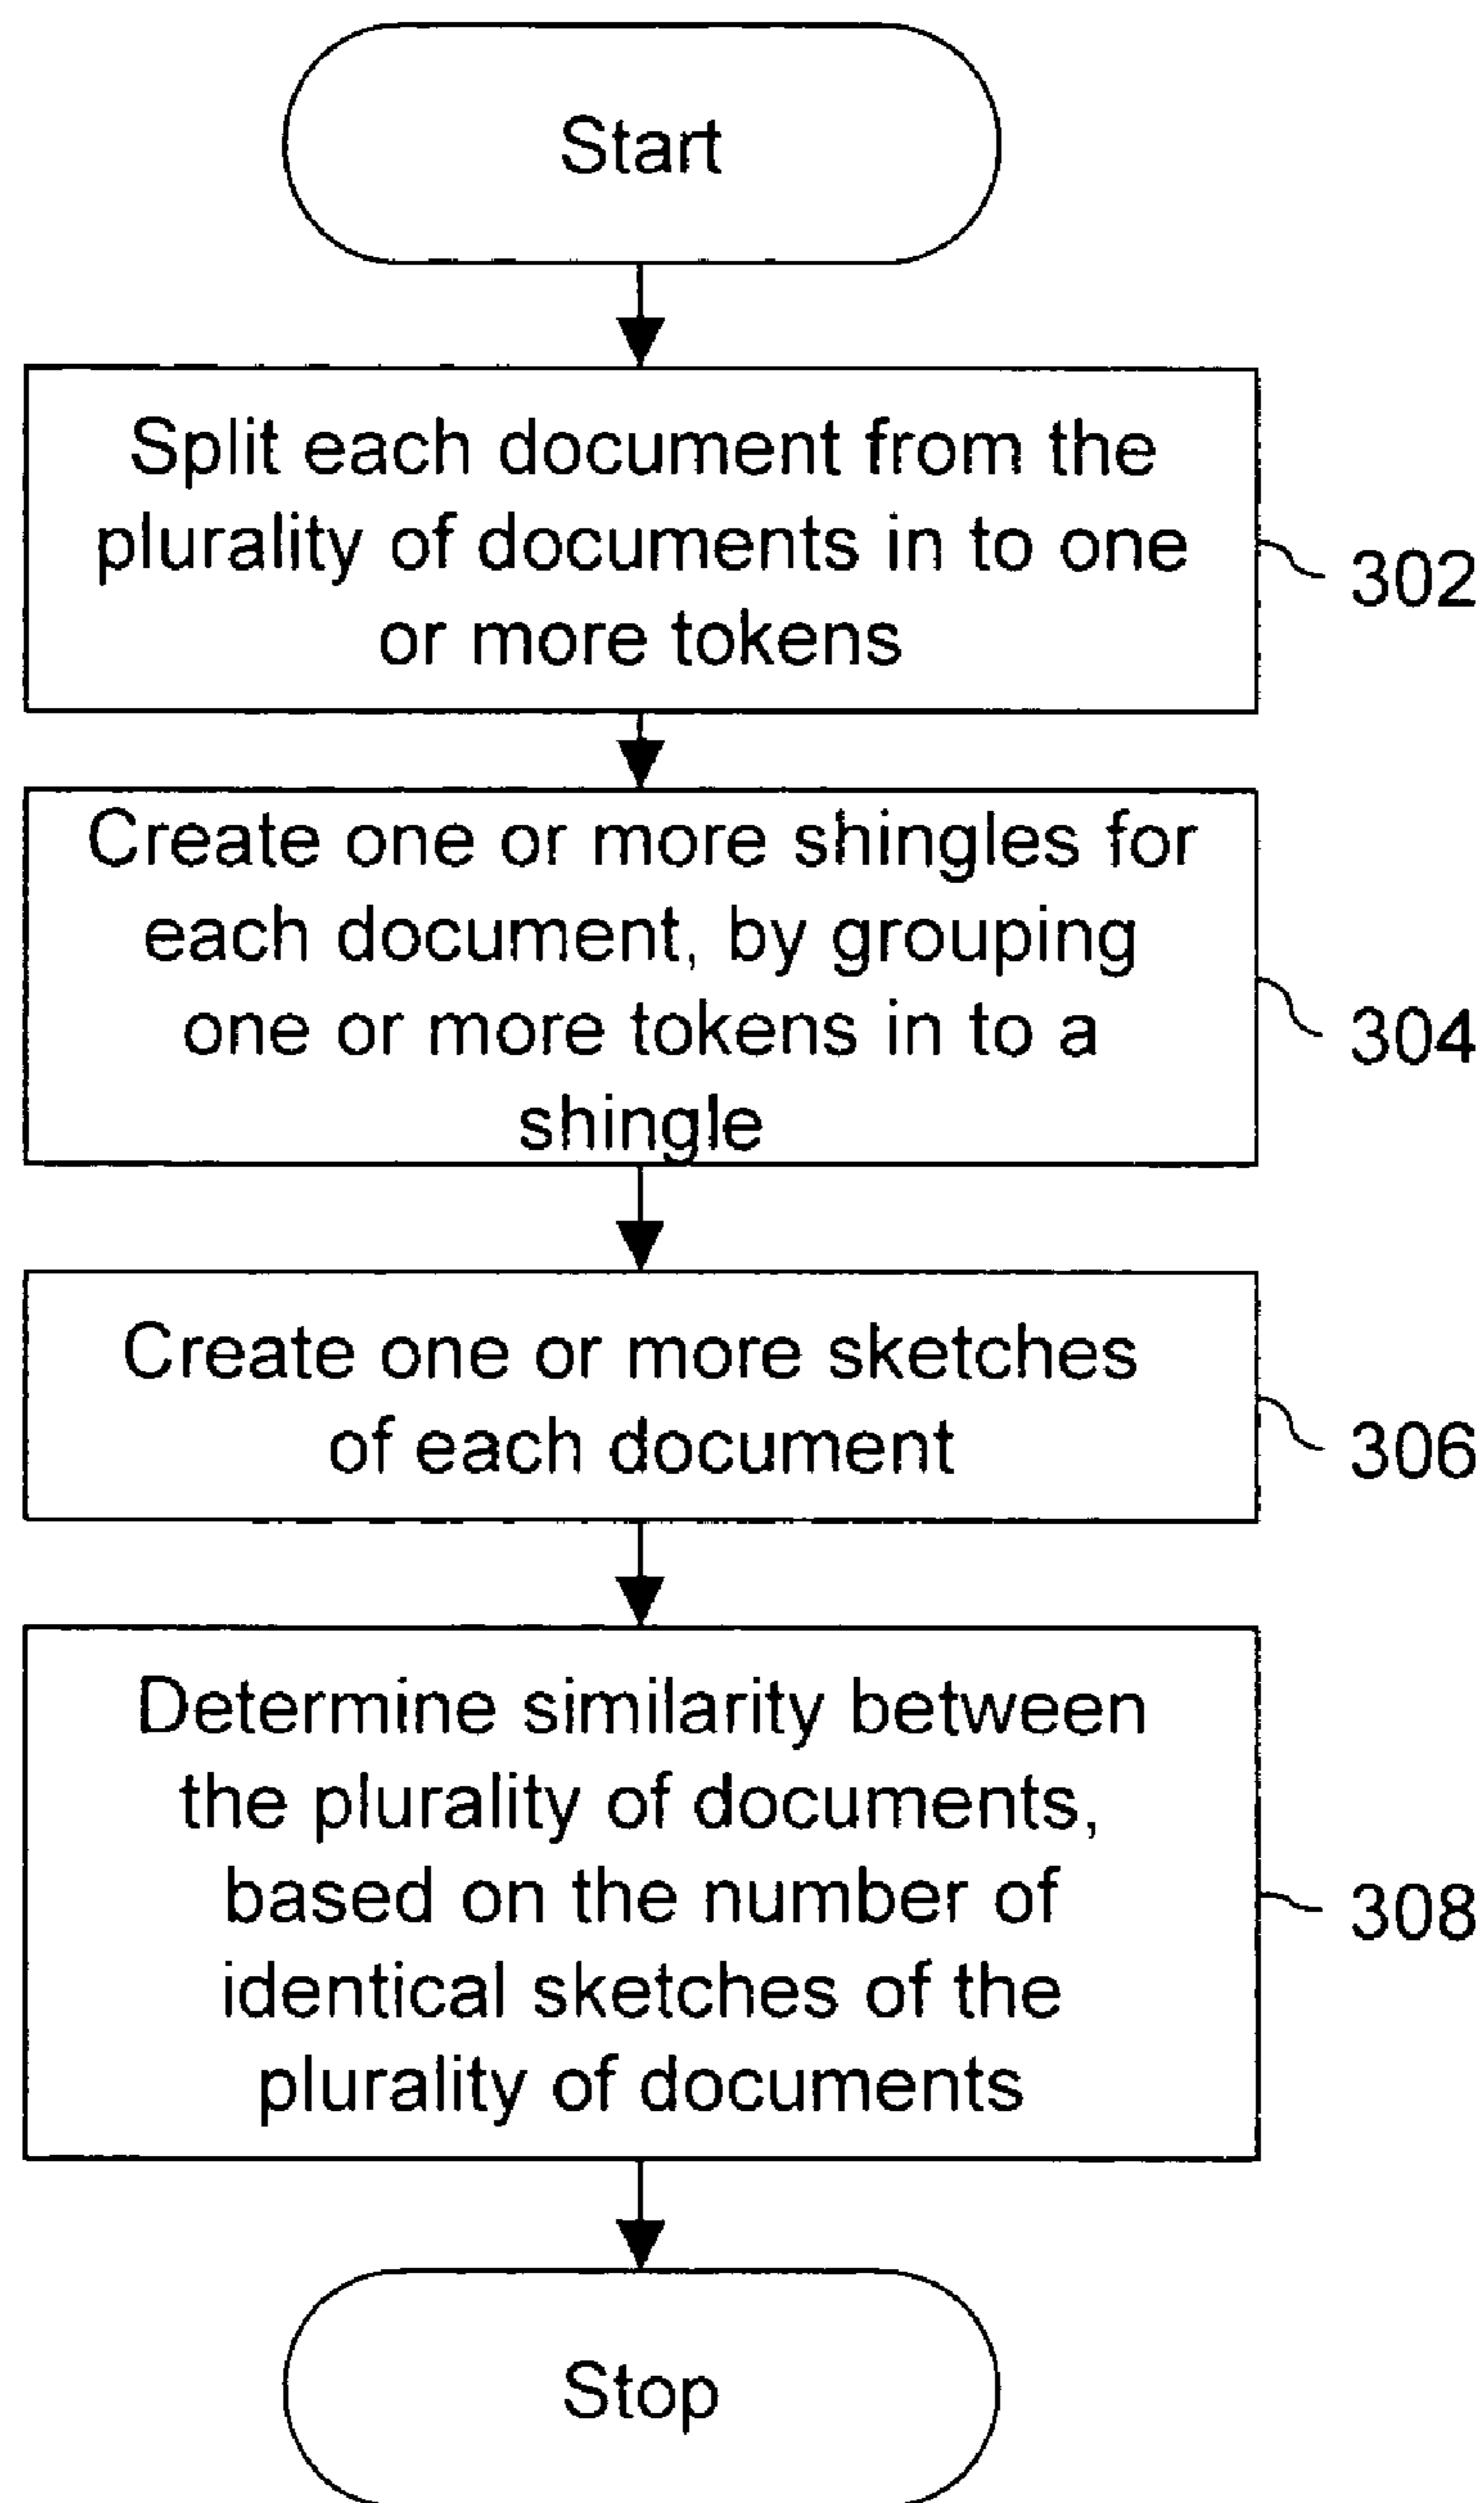 Start
Split each document from the
plurality of documents in to one
or more tokens
302
Create one or more shingles for
each document, by grouping
one or more tokens in to a
shingle
304
Create one or more sketches
of each document
306
Determine similarity between
the plurality of documents,
based on the number of
identical sketches of the
plurality of documents
308
Stop